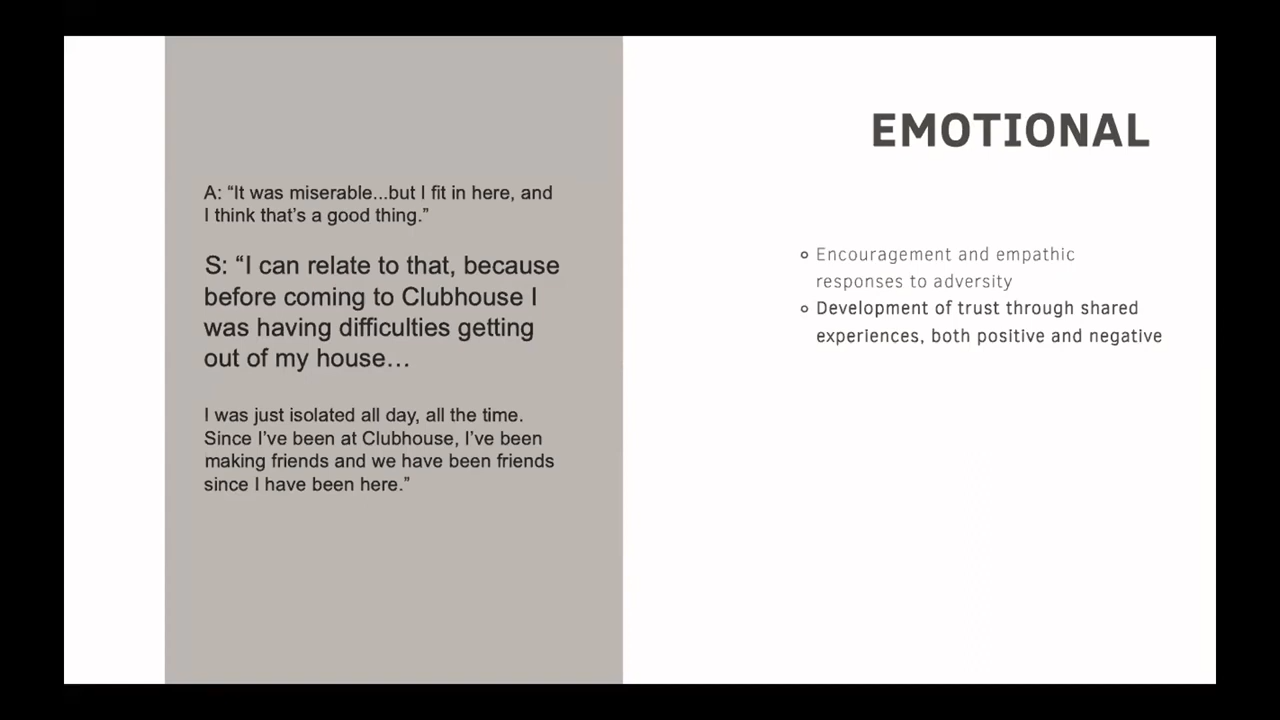 A: “It was miserable...but I fit in here, and
I think that’s a good thing.”
S: “I can relate to that, because
before coming to Clubhouse I
was having difficulties getting
out of my house…
I was just isolated all day, all the time.
Since I’ve been at Clubhouse, I’ve been
making friends and we have been friends
since I have been here.”
EMOTIONAL
Encouragement and empathic
responses to adversity
Development of trust through shared
experiences, both positive and negative